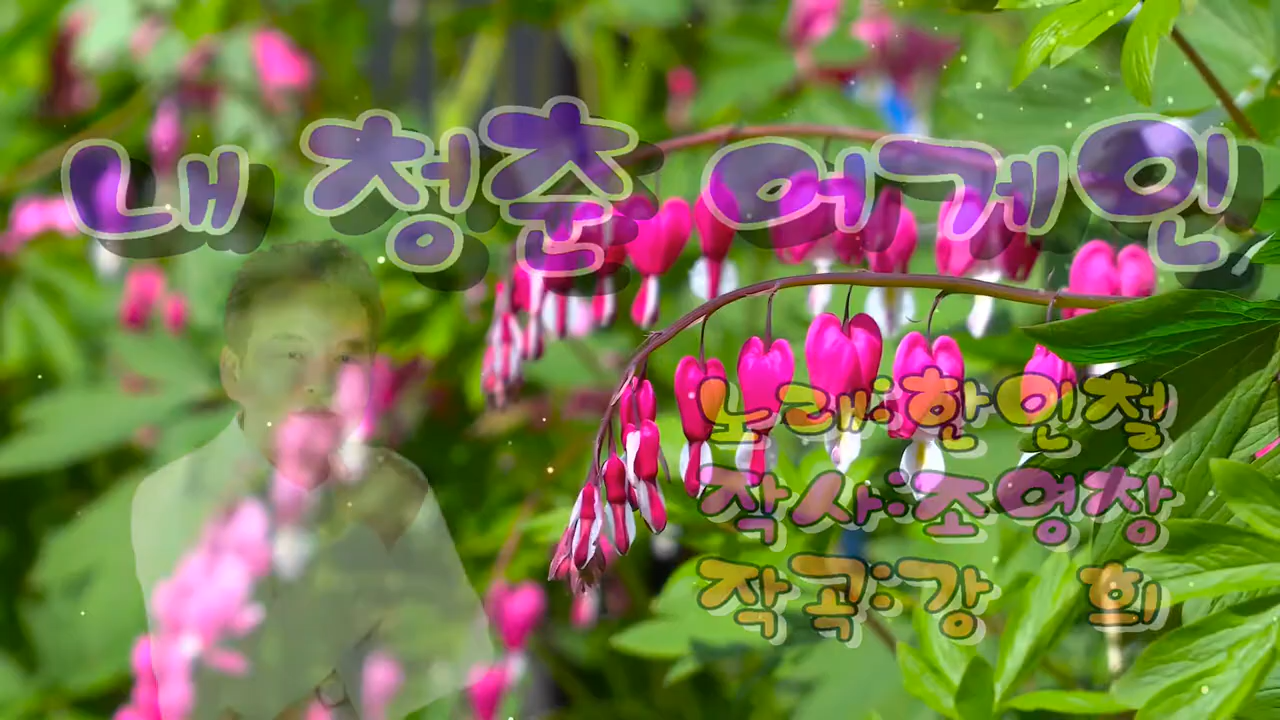 내 청춘 어게인
노래:한인철
작사:조영창
작곡:강 희